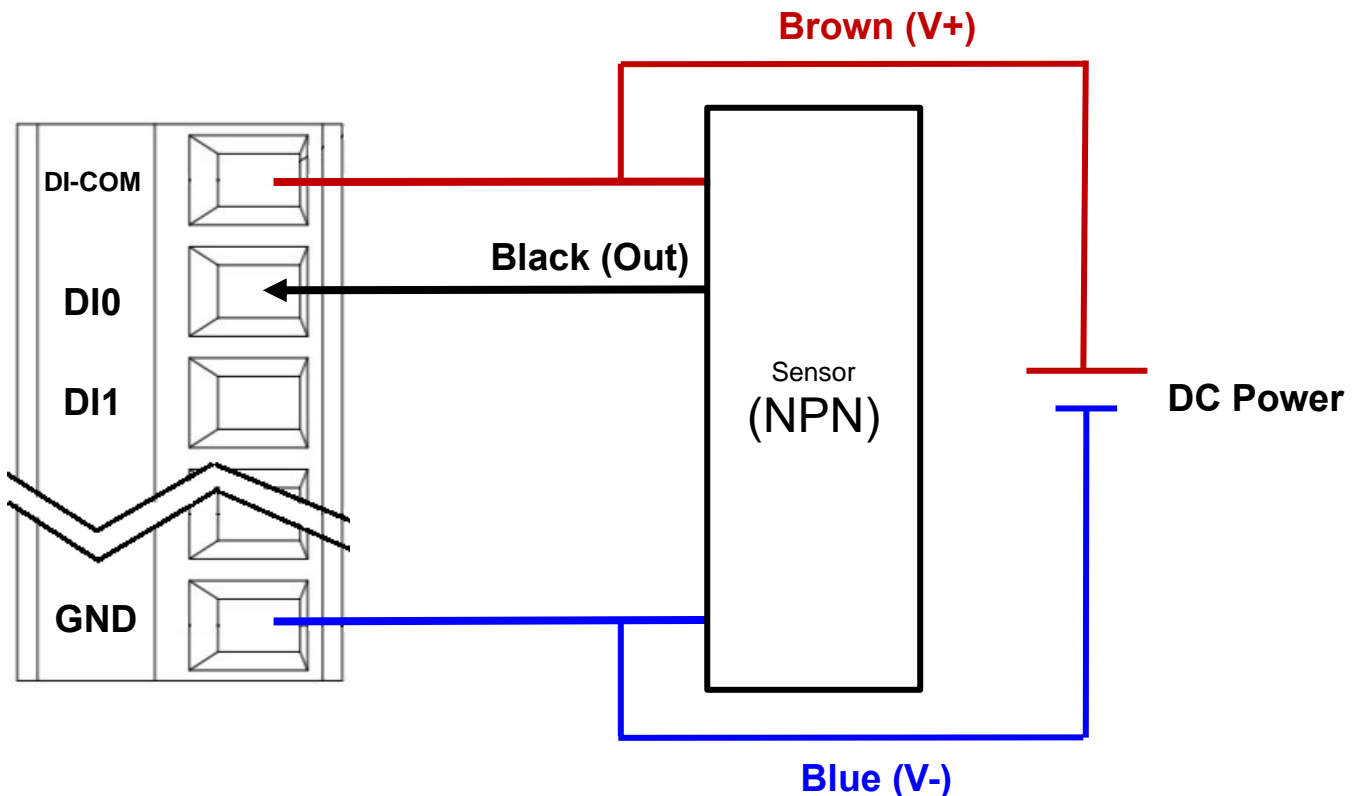 Brown (V+)
DI-COM
Black (Out)
DI0
DI1
Sensor
(NPN)
DC Power
GND
Blue (V-)